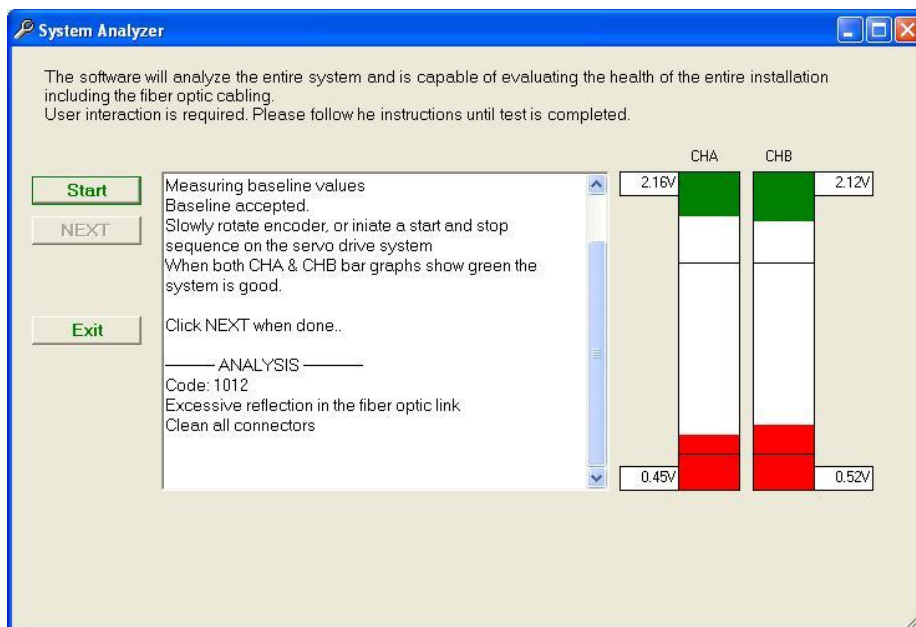 System Analyzer
The software will analyze the entire system and is capable of evaluating the health of the entire installation
including the fiber optic cabling.
User interaction is required. Please follow he instructions until test is completed.
Start
NEXT
Exit
Measuring baseline values
Baseline accepted.
Slowly rotate encoder, or iniate a start and stop
sequence on the servo drive system
When both CHA & CHB bar graphs show green the
system is good.
Click NEXT when done..
——— ANALYSIS ———
Code: 1012
Excessive reflection in the fiber optic link
Clean all connectors
CHA CHB
2.16V 2.12V
0.45V 0.52V